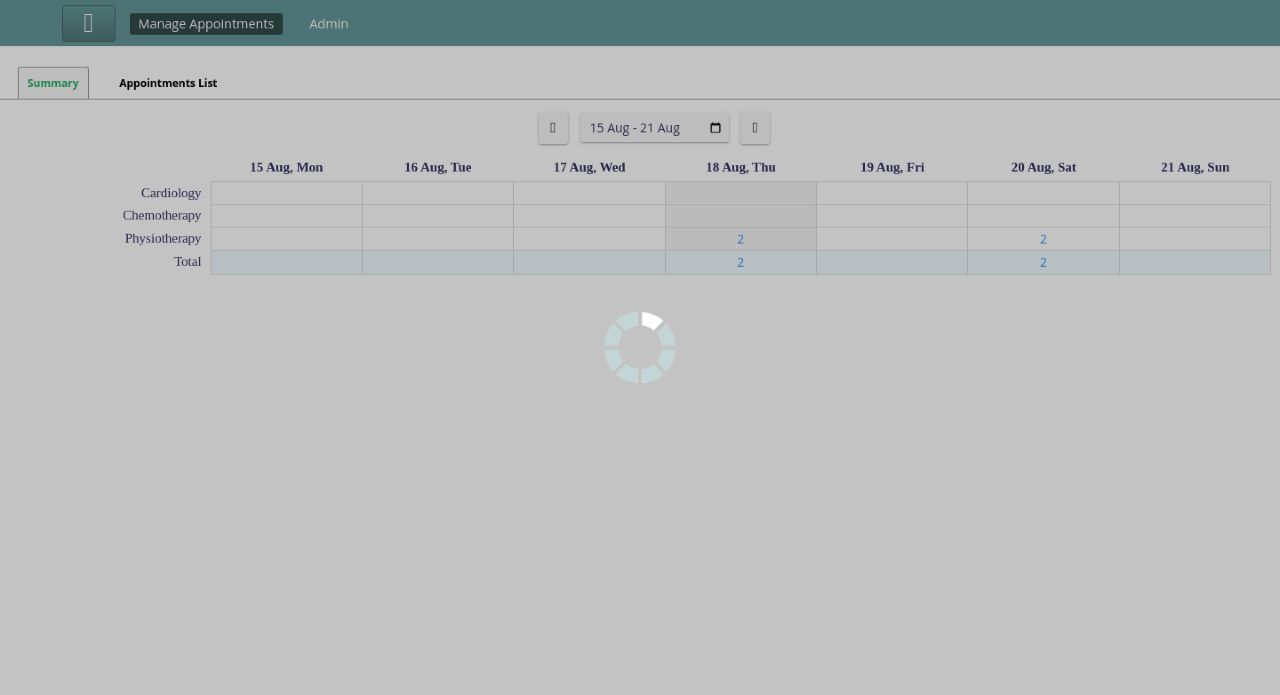 Manage Appointments Admin
Summary Appointments List
15 Aug - 21 Aug
15 Aug, Mon 16 Aug, Tue 17 Aug, Wed 18 Aug, Thu 19 Aug, Fri 20 Aug, Sat 21 Aug, Sun
Cardiology
Chemotherapy
Physiotherapy 2 2
Total 2 2